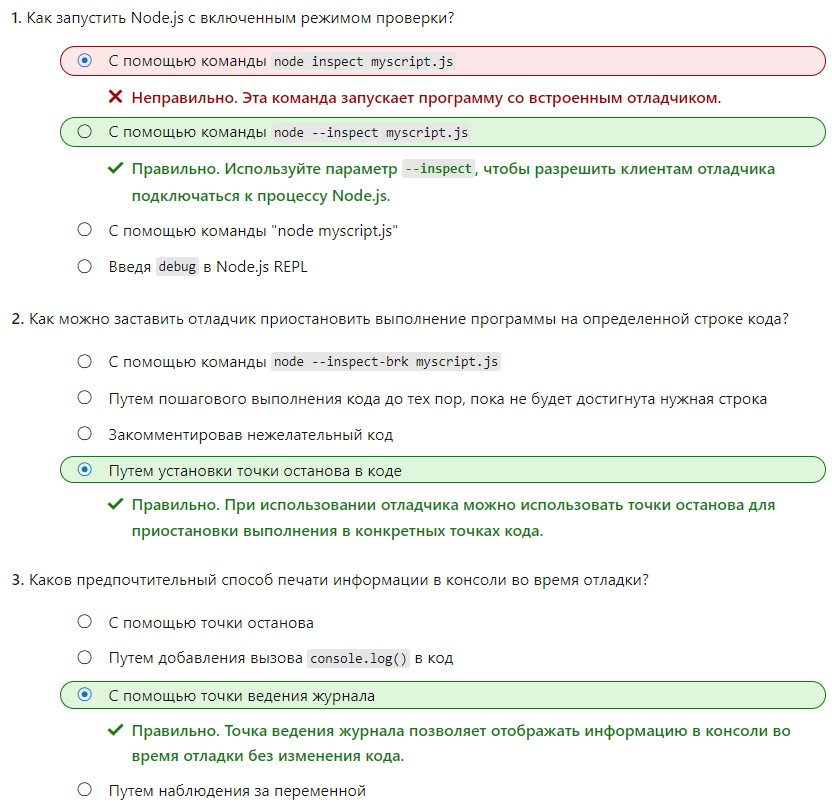 1. Как запустить Node.js с включенным режимом проверки?
С помощью команды node inspect myscript.js
Неправильно. Эта команда запускает программу со встроенным отладчиком.
С помощью команды node --inspect myscript.js
Правильно. Используйте параметр --inspect, чтобы разрешить клиентам отладчика
подключаться к процессу Node.js.
С помощью команды "node myscript.js"
Введя debug в Node.js REPL
2. Как можно заставить отладчик приостановить выполнение программы на определенной строке кода?
С помощью команды node --inspect-brk myscript.js
Путем пошагового выполнения кода до тех пор, пока не будет достигнута нужная строка
Закомментировав нежелательный код
Путем установки точки останова в коде
Правильно. При использовании отладчика можно использовать точки останова для
приостановки выполнения в конкретных точках кода.
3. Каков предпочтительный способ печати информации в консоли во время отладки?
С помощью точки останова
Путем добавления вызова console.log() в код
С помощью точки ведения журнала
Правильно. Точка ведения журнала позволяет отображать информацию в консоли во
время отладки без изменения кода.
Путем наблюдения за переменной